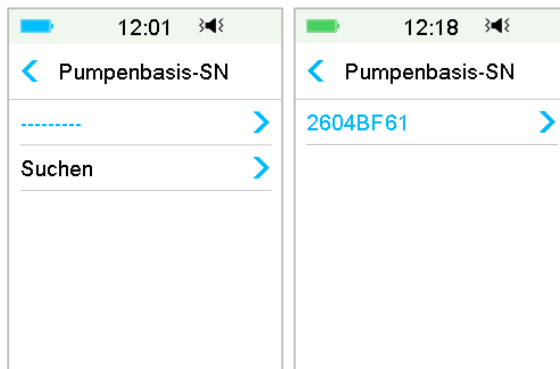 12:01
Pumpenbasis-SN
---------
Suchen
12:18
Pumpenbasis-SN
2604BF61